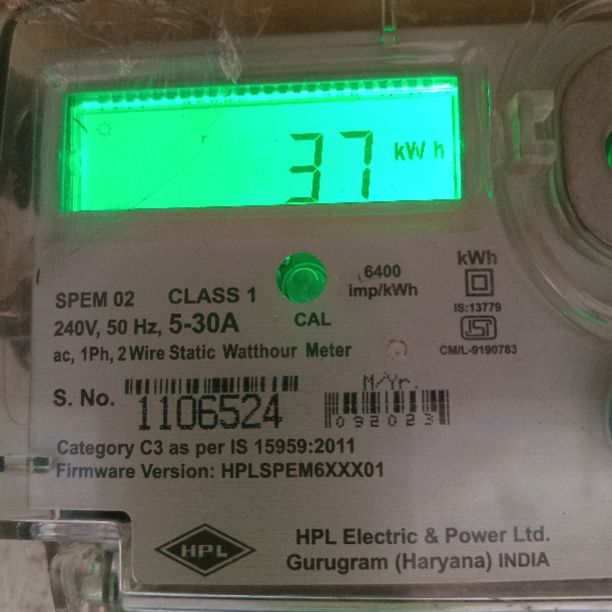 37 kWh
SPEM 02 CLASS 1
6400
imp/kWh
kWh
IS:13779
CM/L-9190783
240V, 50 Hz, 5-30A
CAL
ac, 1Ph, 2 Wire Static Watthour Meter
M/Yr.
S. No. 1106524
092023
Category C3 as per IS 15959:2011
Firmware Version: HPLSPEM6XXX01
HPL
HPL Electric & Power Ltd.
Gurugram (Haryana) INDIA